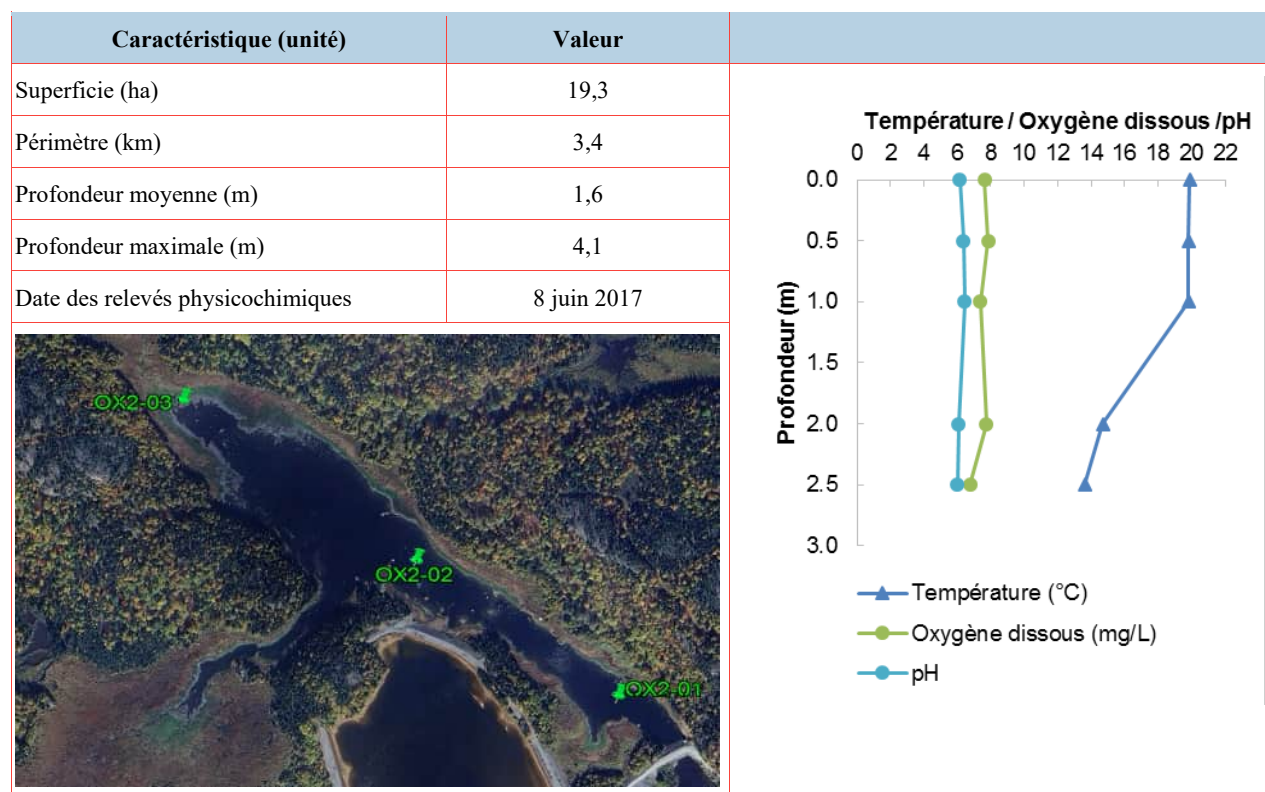 Caractéristique (unité) Valeur
Superficie (ha) 19,3
Périmètre (km) 3,4
Profondeur moyenne (m) 1,6
Profondeur maximale (m) 4,1
Date des relevés physicochimiques 8 juin 2017
OX2-03
OX2-02
OX2-01
Température / Oxygène dissous /pH
0 2 4 6 8 10 12 14 16 18 20 22
Profondeur (m)
0.0
0.5
1.0
1.5
2.0
2.5
3.0
Température (°C)
Oxygène dissous (mg/L)
pH